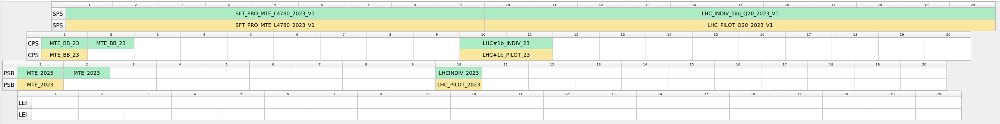 1 2 3 4 5 6 7 8 9 10 11 12 13 14 15 16 17 18 19 20
SPS SFT_PRO_MTE_L4780_2023_V1 LHC_INDIV_1inj_Q20_2023_V1
SPS SFT_PRO_MTE_L4780_2023_V1 LHC_PILOT_Q20_2023_V1
1 2 3 4 5 6 7 8 9 10 11 12 13 14 15 16 17 18 19 20
CPS MTE_BB_23 MTE_BB_23 LHC#1b_INDIV_23
CPS MTE_BB_23 LHC#1b_PILOT_23
1 2 3 4 5 6 7 8 9 10 11 12 13 14 15 16 17 18 19 20
PSB MTE_2023 MTE_2023 LHCINDIV_2023
PSB MTE_2023 LHC_PILOT_2023
1 2 3 4 5 6 7 8 9 10 11 12 13 14 15 16 17 18 19 20
LEI
LEI